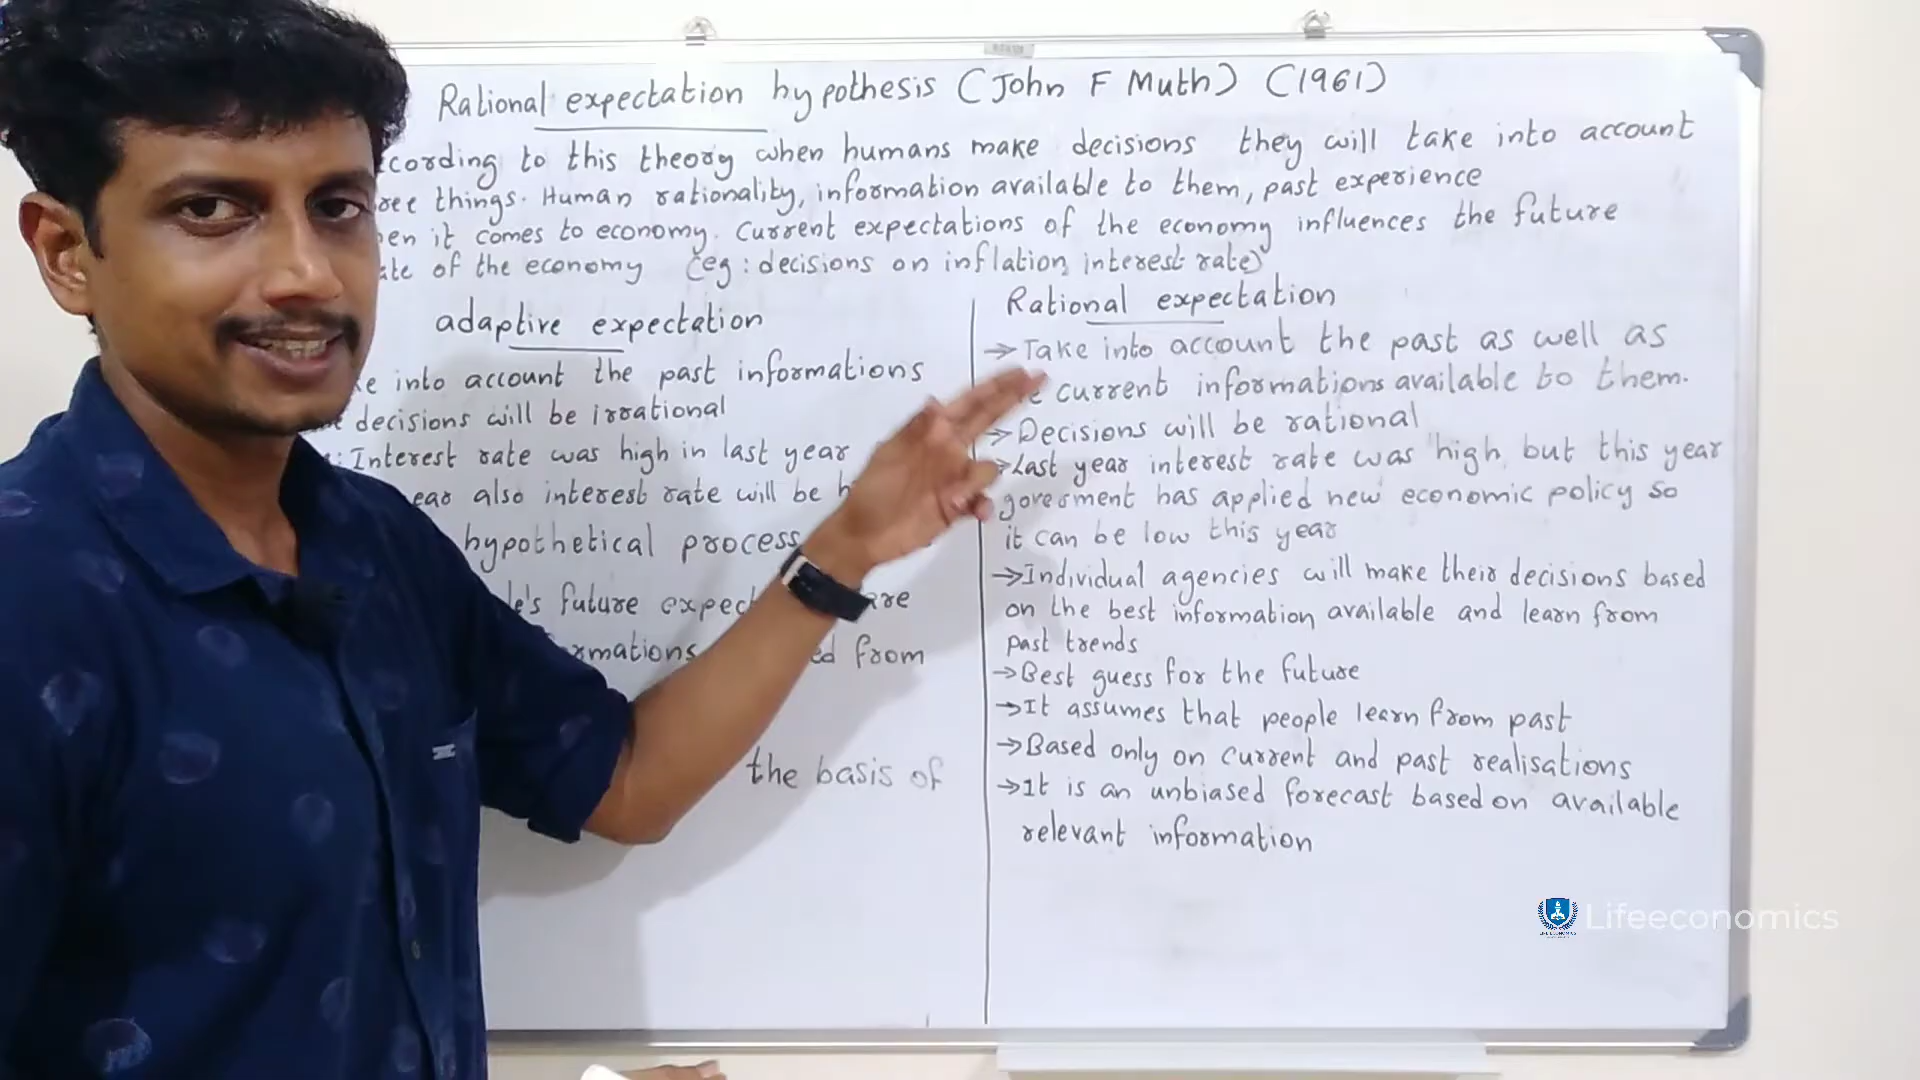 Rational expectation hypothesis (John F Muth) (1961)
cording to this theory when humans make decisions they will take into account
ree things. Human rationality, information available to them, past experience
en it comes to economy. Current expectations of the economy influences the future
ate of the economy (eg: decisions on inflation, interest rate)
adaptive expectation
e into account the past informations
decisions will be irrational
: Interest rate was high in last year
ear also interest rate will be h
hypothetical process
le's future expec are
rmations ed from
the basis of
Rational expectation
→ Take into account the past as well as
e current informations available to them.
→ Decisions will be rational
→ Last year interest rate was high, but this year
goverment has applied new economic policy so
it can be low this year
→ Individual agencies will make their decisions based
on the best information available and learn from
past trends
→ Best guess for the future
→ It assumes that people learn from past
→ Based only on current and past realisations
→ It is an unbiased forecast based on available
relevant information
Lifeeconomics